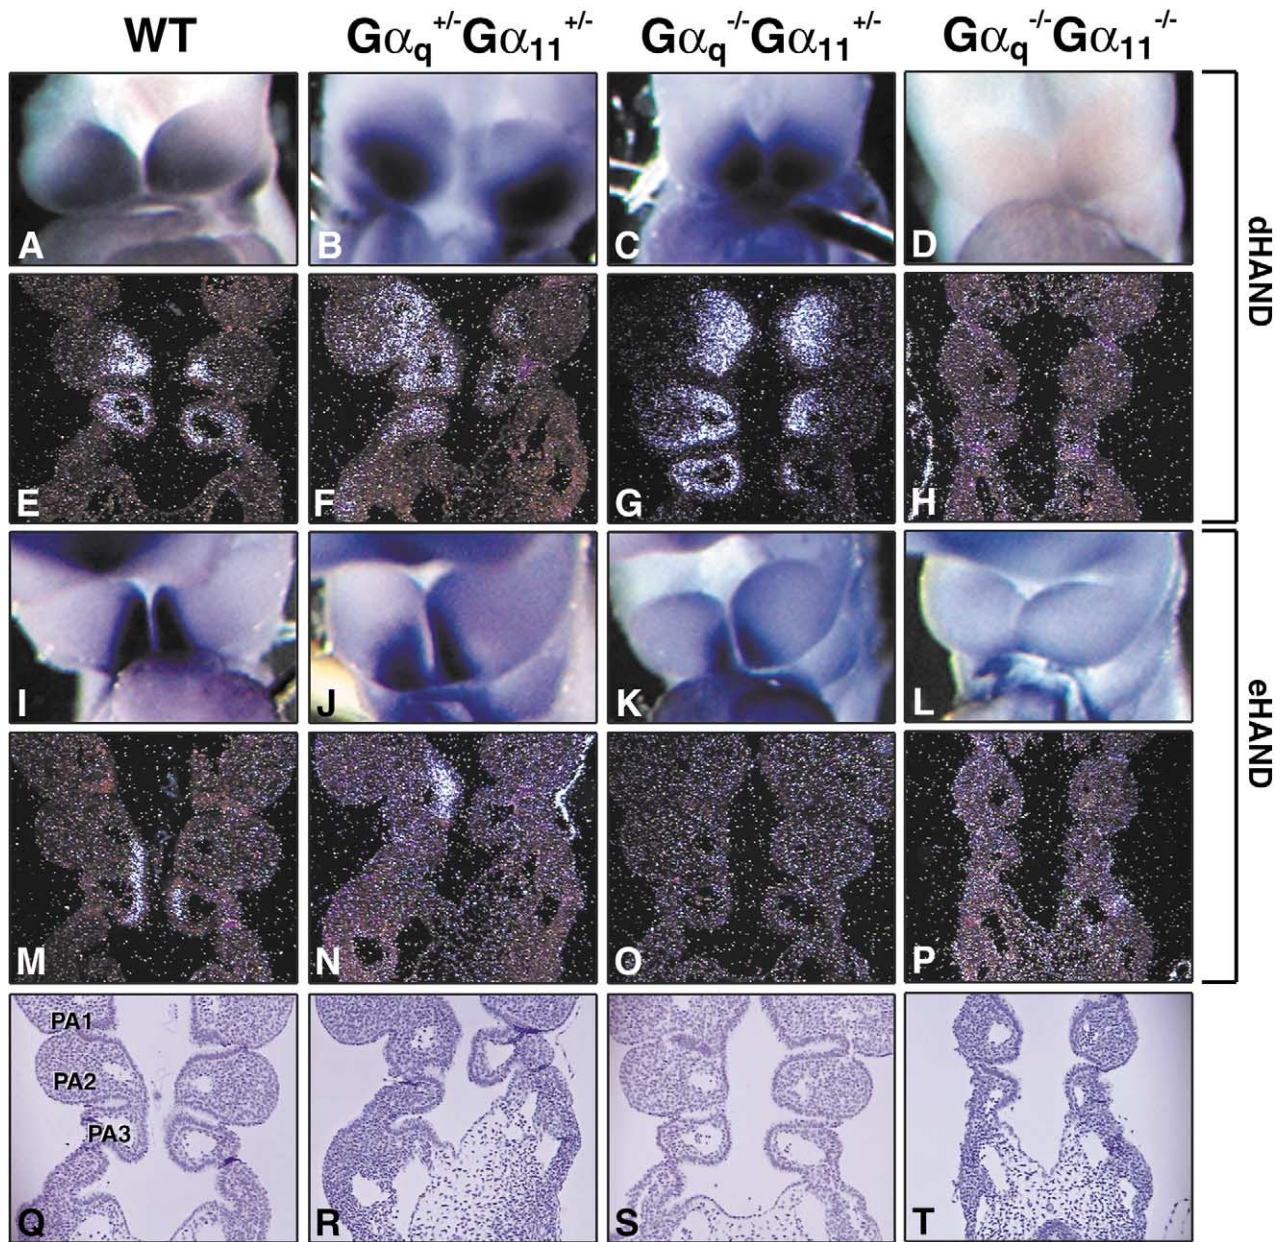 WT Gαq+/-Gα11+/- Gαq-/-Gα11+/- Gαq-/-Gα11-/-
A B C D
dHAND
E F G H
I J K L
eHAND
M N O P
PA1
PA2
PA3
Q R S T